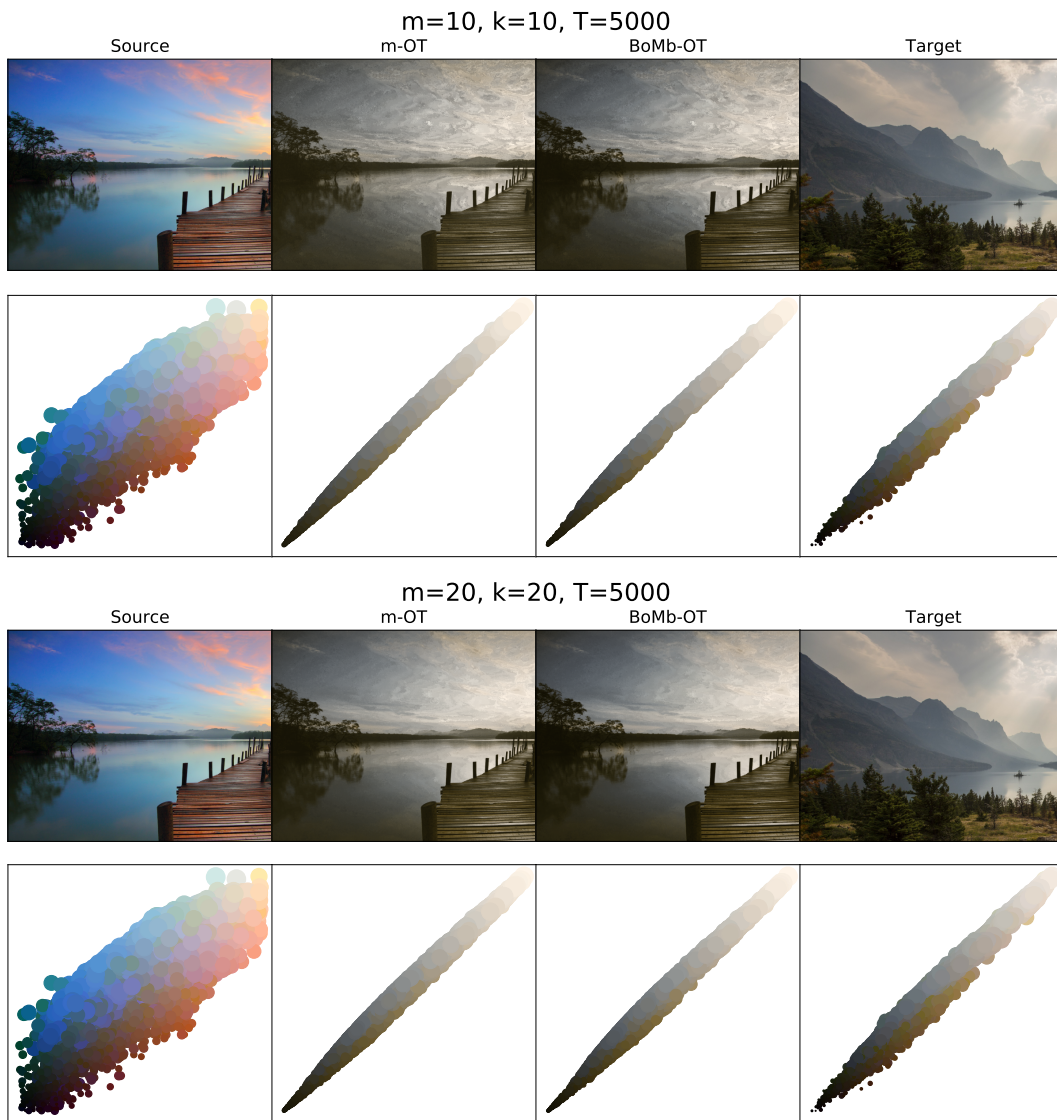 m=10, k=10, T=5000
Source m-OT BoMb-OT Target
m=20, k=20, T=5000
Source m-OT BoMb-OT Target